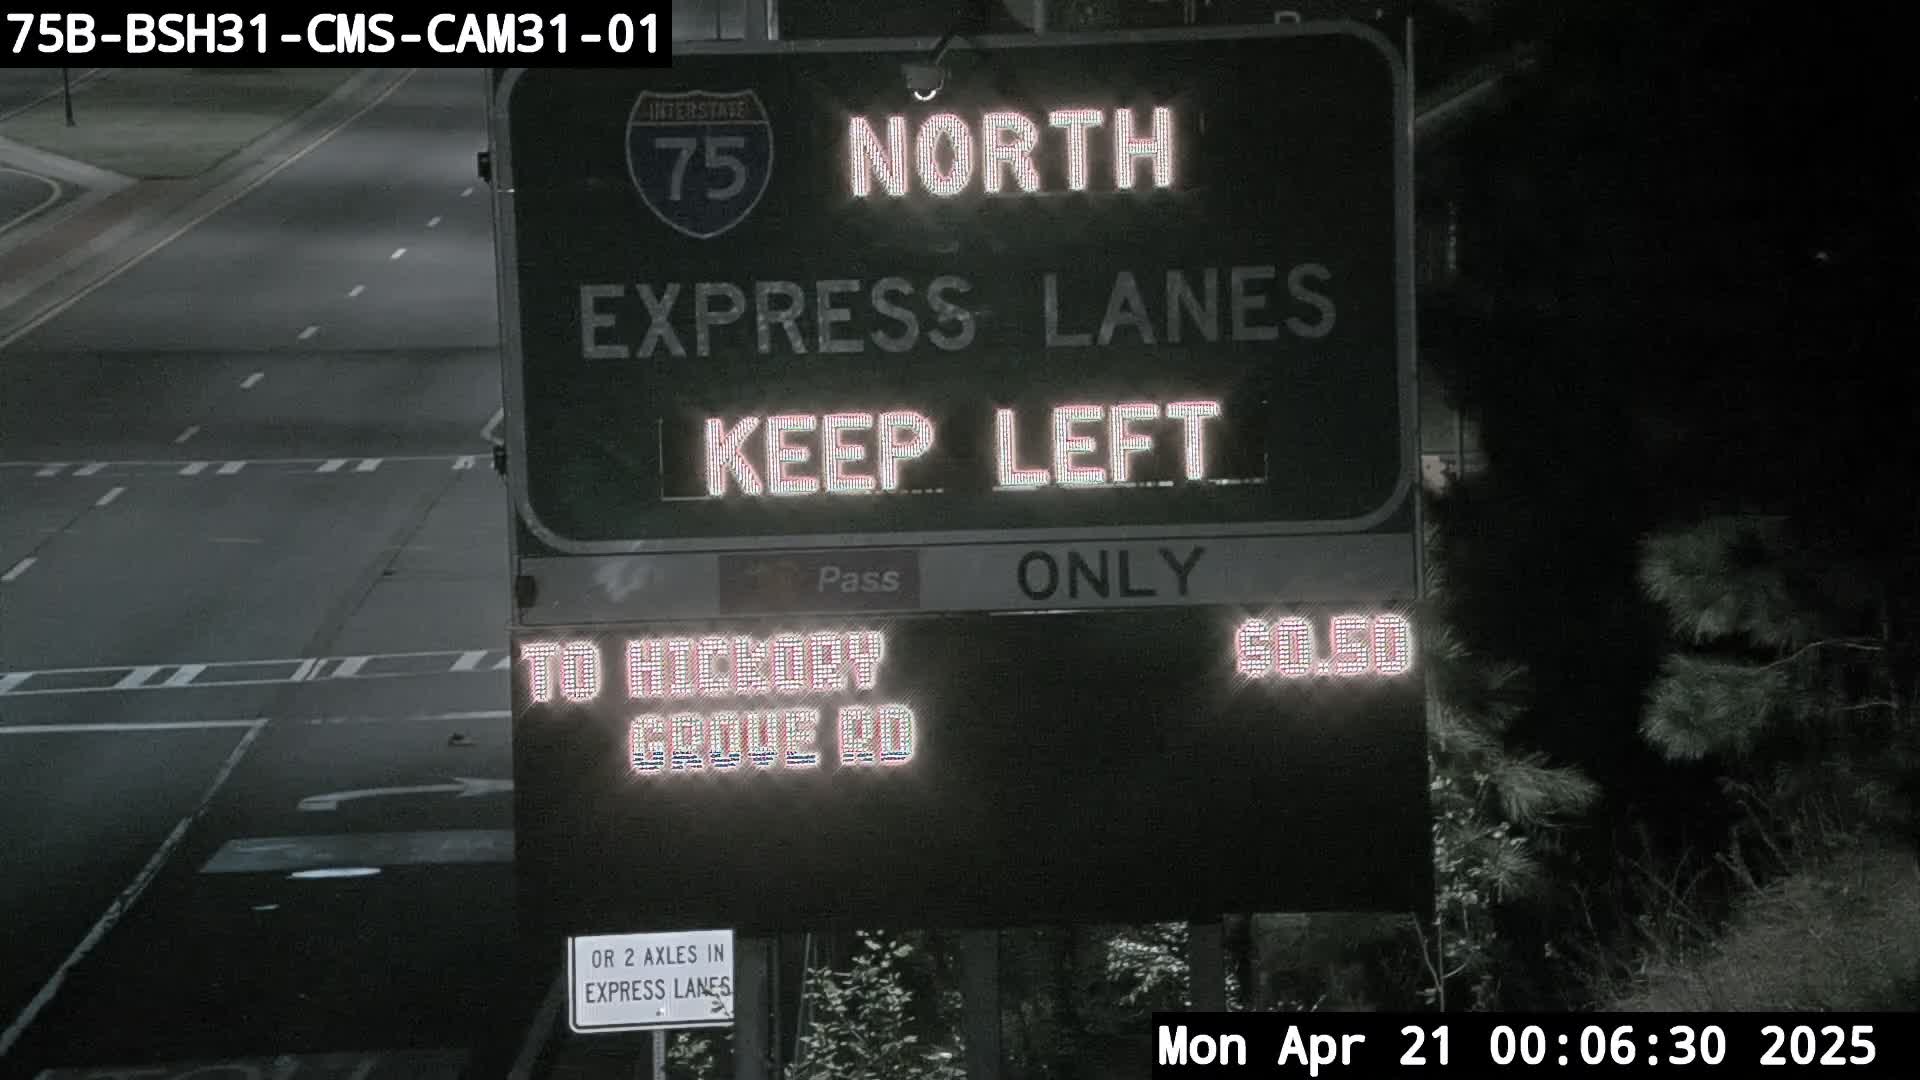 75B-BSH31-CMS-CAM31-01
INTERSTATE
75
NORTH
EXPRESS LANES
KEEP LEFT
Pass ONLY
TO HICKORY $0.50
GROVE RD
OR 2 AXLES IN
EXPRESS LANES
Mon Apr 21 00:06:30 2025